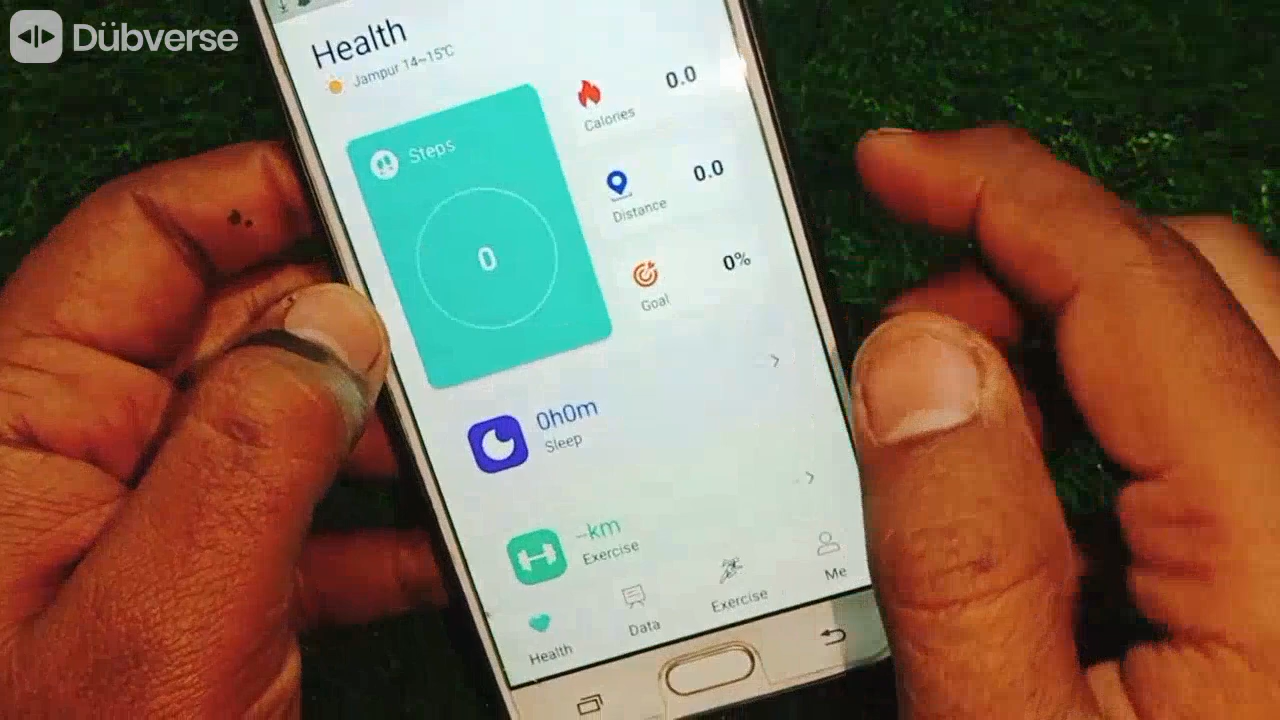 Dübverse
Health
Jampur 14~15℃
Steps
0
0.0
Calories
0.0
Distance
0%
Goal
0h0m
Sleep
--km
Exercise
Health
Data
Exercise
Me